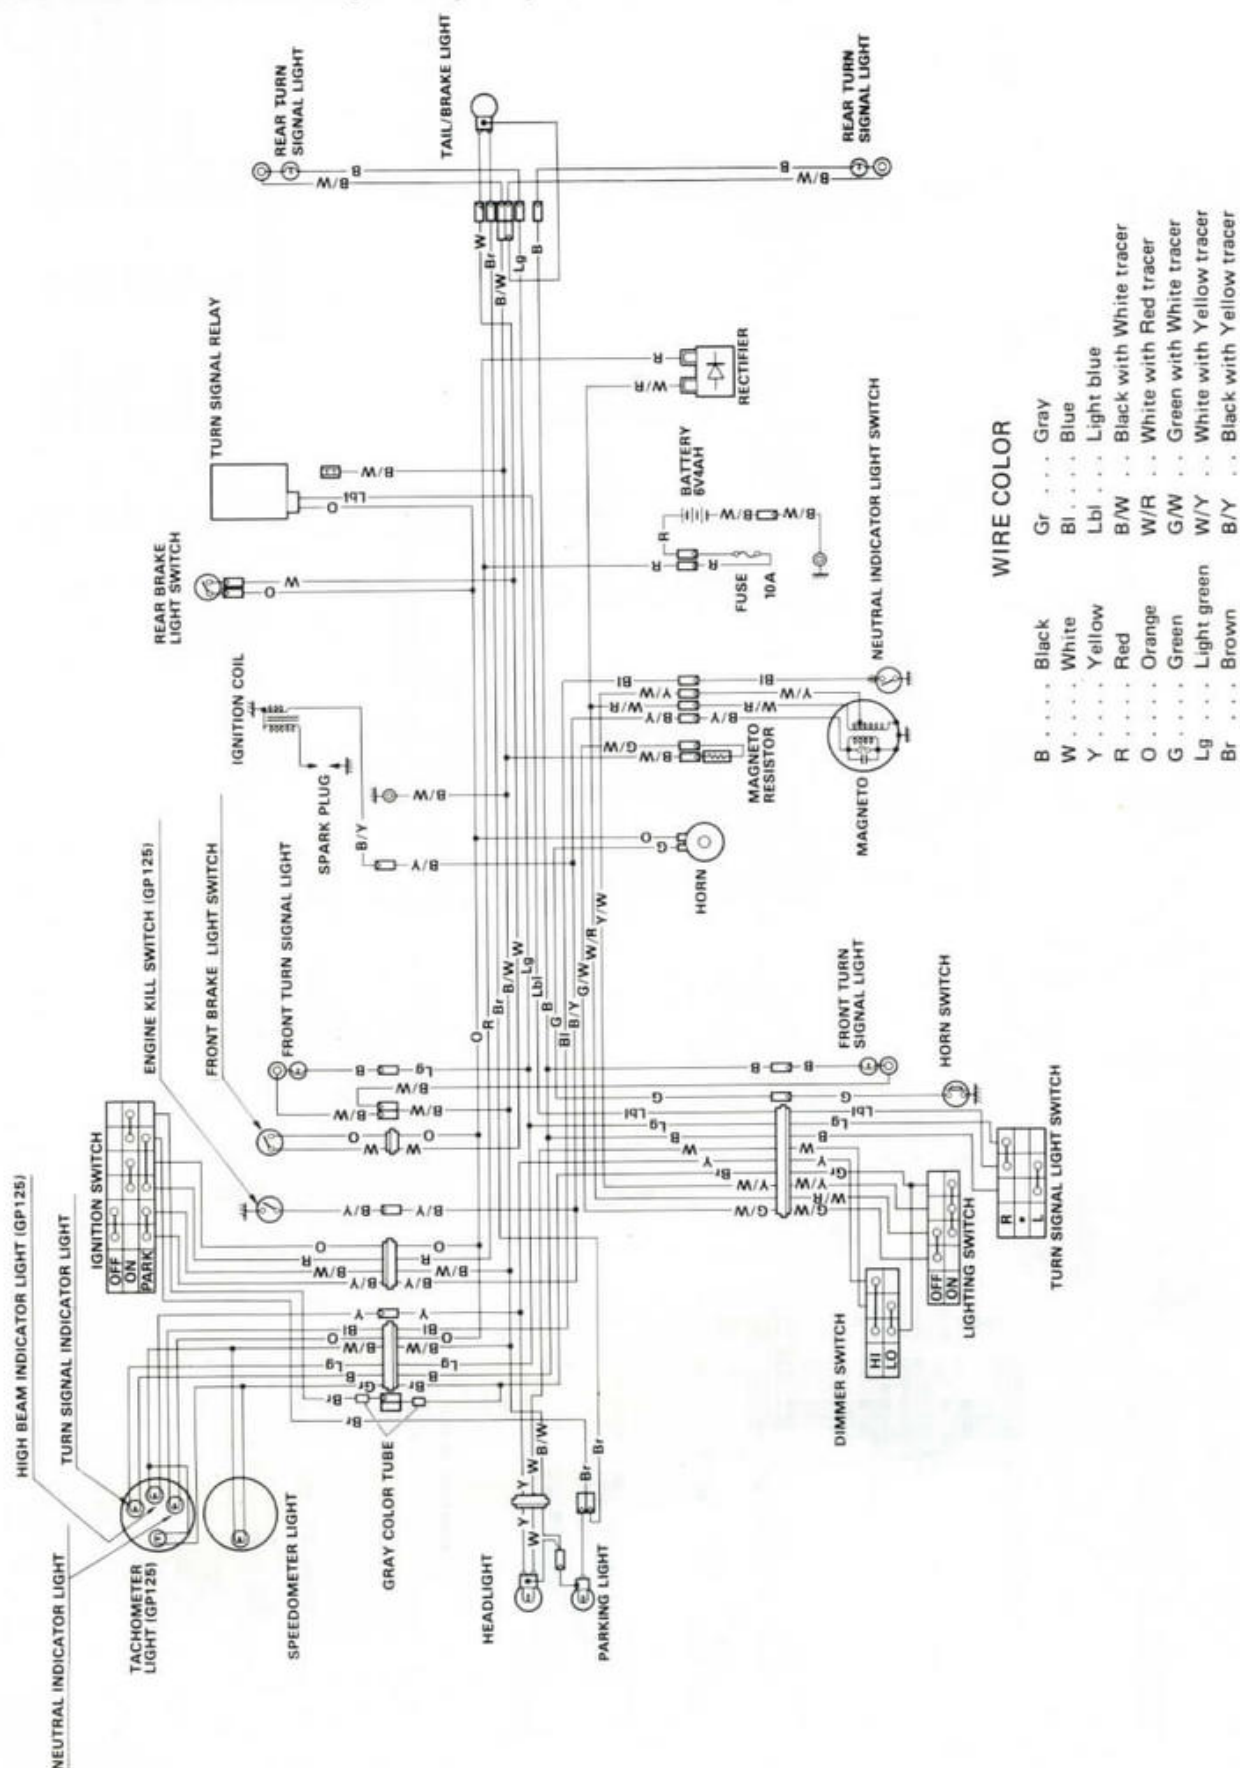 NEUTRAL INDICATOR LIGHT
HIGH BEAM INDICATOR LIGHT (GP125)
TURN SIGNAL INDICATOR LIGHT
IGNITION SWITCH
OFF
ON
PARK
ENGINE KILL SWITCH (GP125)
FRONT BRAKE LIGHT SWITCH
FRONT TURN SIGNAL LIGHT
IGNITION COIL
SPARK PLUG
REAR BRAKE
LIGHT SWITCH
TURN SIGNAL RELAY
REAR TURN
SIGNAL LIGHT
TAIL/BRAKE LIGHT
REAR TURN
SIGNAL LIGHT
TACHOMETER
LIGHT (GP125)
SPEEDOMETER LIGHT
GRAY COLOR TUBE
HEADLIGHT
PARKING LIGHT
HORN
MAGNETO
RESISTOR
MAGNETO
FUSE
10A
BATTERY
6V4AH
RECTIFIER
NEUTRAL INDICATOR LIGHT SWITCH
DIMMER SWITCH
HI
LO
LIGHTING SWITCH
OFF
ON
TURN SIGNAL LIGHT SWITCH
R
•
L
FRONT TURN
SIGNAL LIGHT
HORN SWITCH
O
R
Br
B/W
W
Lg
Lbl
B
G
Bl
B/Y
G/W
W/R
Y/W
W
Br
B/W
Lg
B
WIRE COLOR
B . . . . Black
W . . . . White
Y . . . . Yellow
R . . . . Red
O . . . . Orange
G . . . . Green
Lg . . . Light green
Br . . . Brown
Gr . . . Gray
Bl . . . . Blue
Lbl . . . Light blue
B/W . . Black with White tracer
W/R . . White with Red tracer
G/W . . Green with White tracer
W/Y . . White with Yellow tracer
B/Y . . Black with Yellow tracer